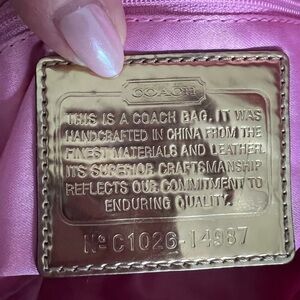 COACH
THIS IS A COACH BAG. IT WAS
HANDCRAFTED IN CHINA FROM THE
FINEST MATERIALS AND LEATHER.
ITS SUPERIOR CRAFTSMANSHIP
REFLECTS OUR COMMITMENT TO
ENDURING QUALITY.
Nº C1026-14987